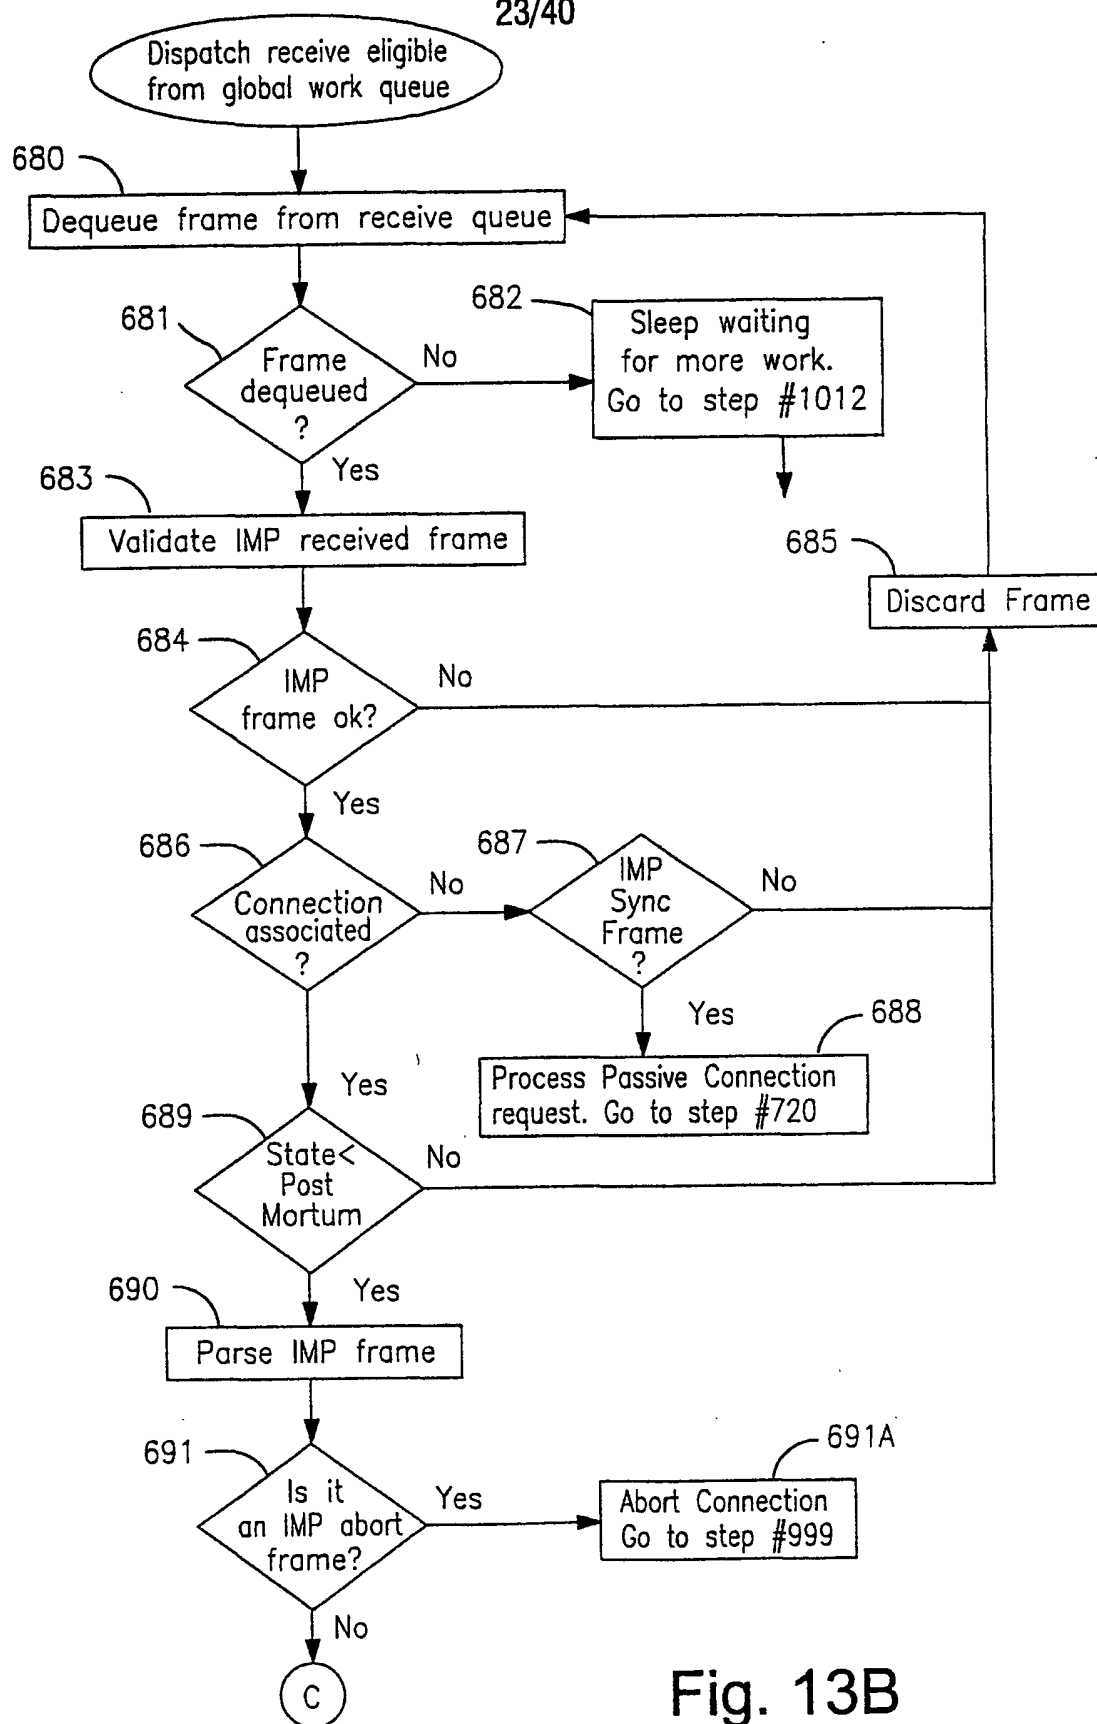 23/40
Dispatch receive eligible
from global work queue
680
Dequeue frame from receive queue
681
Frame
dequeued
?
No
682
Sleep waiting
for more work.
Go to step #1012
Yes
683
Validate IMP received frame
685
Discard Frame
684
IMP
frame ok?
No
Yes
686
Connection
associated
?
No
687
IMP
Sync
Frame
?
No
Yes
688
Process Passive Connection
request. Go to step #720
Yes
689
State<
Post
Mortum
No
Yes
690
Parse IMP frame
691
Is it
an IMP abort
frame?
Yes
691A
Abort Connection
Go to step #999
No
C
Fig. 13B